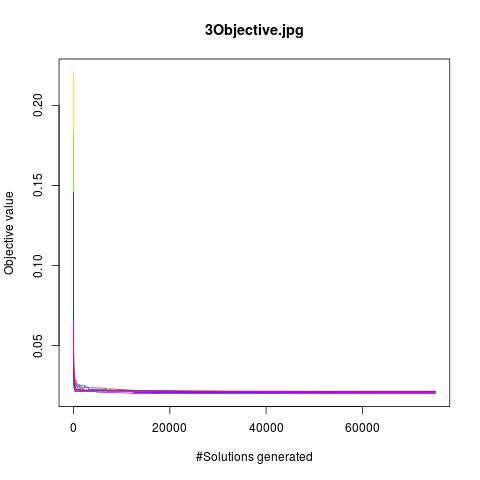 3Objective.jpg
Objective value
0.20
0.15
0.10
0.05
0 20000 40000 60000
#Solutions generated